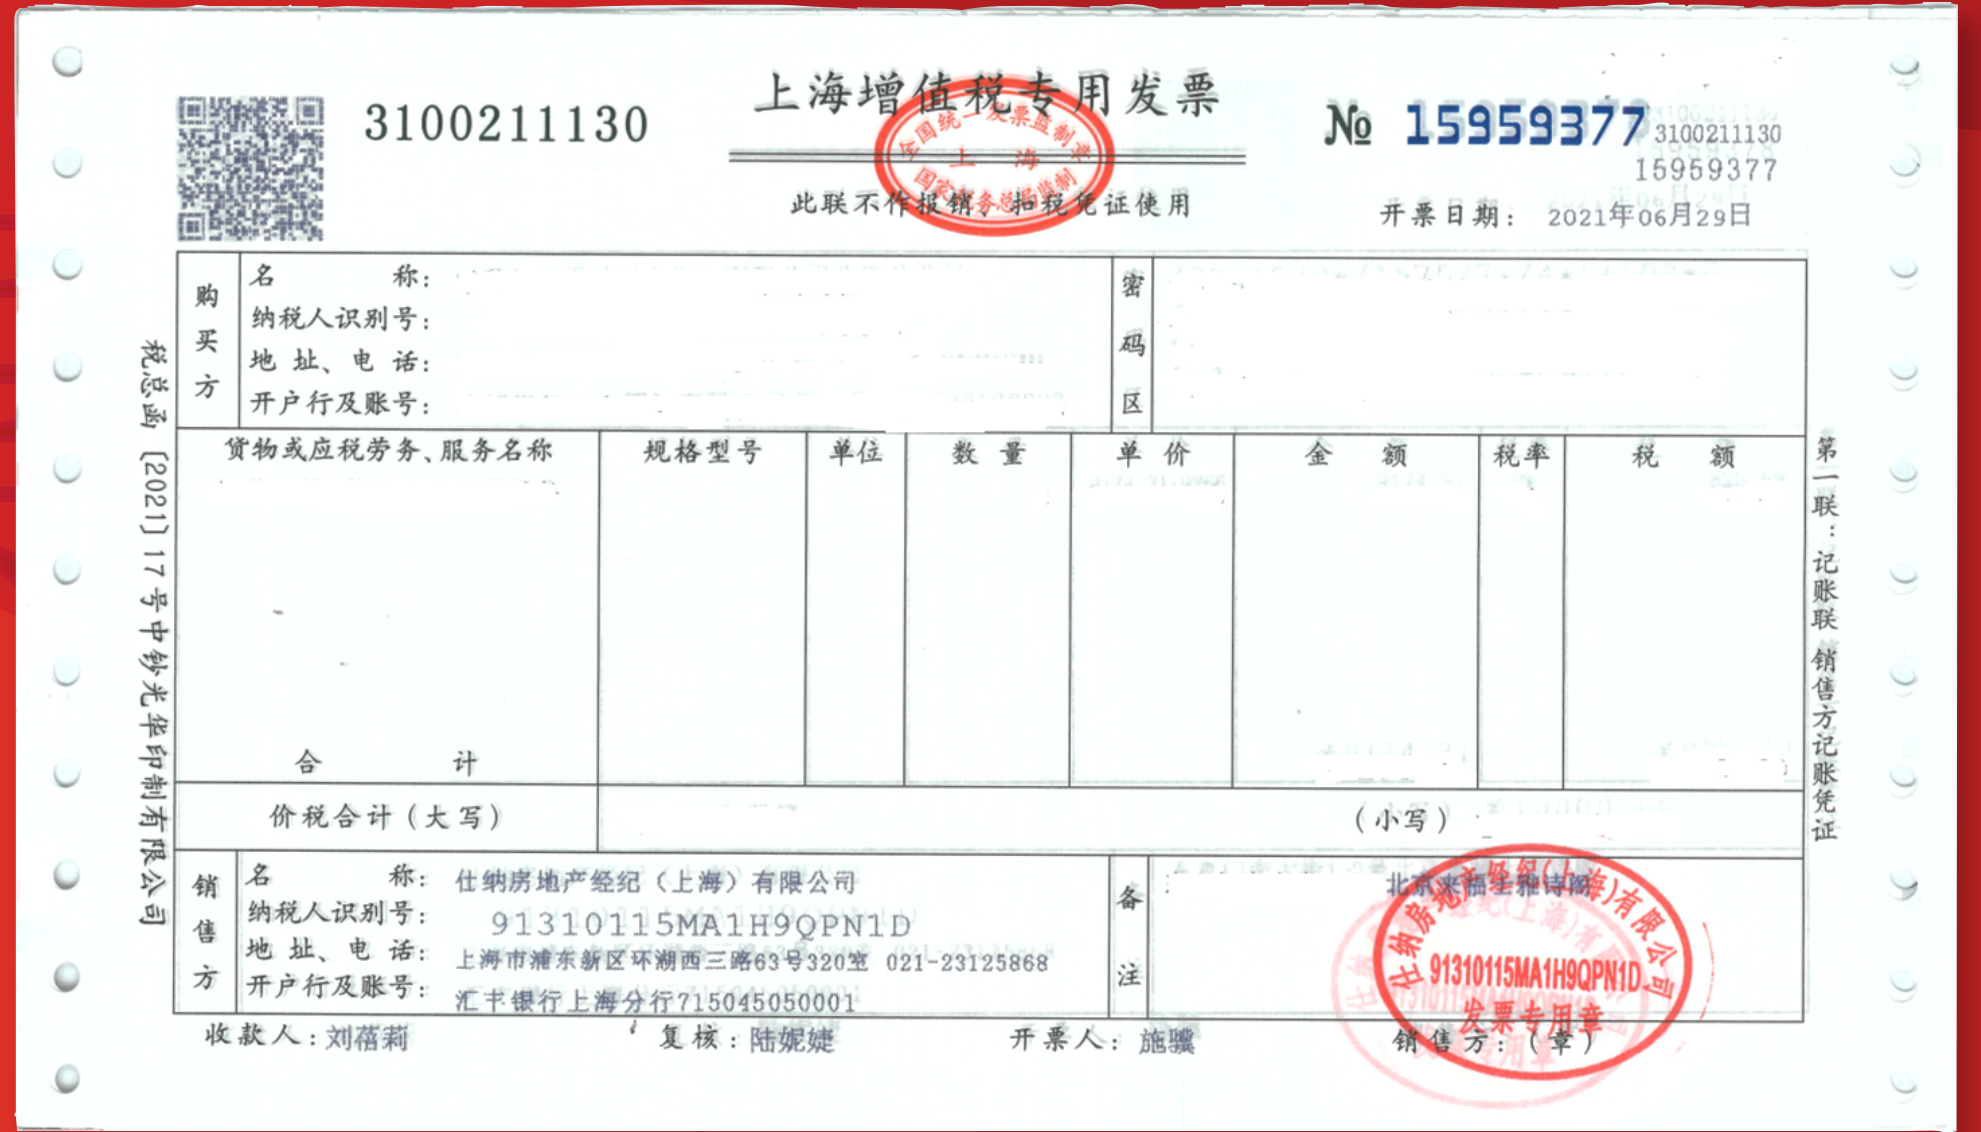 上海增值税专用发票
3100211130
№ 15959377
3100211130
15959377
全国统一发票监制章
上海
国家税务总局监制
此联不作报销、扣税凭证使用
开票日期： 2021年06月29日
购买方
名称：
纳税人识别号：
地址、电话：
开户行及账号：
密码区
货物或应税劳务、服务名称 规格型号 单位 数量 单价 金额 税率 税额
合计
价税合计（大写） （小写）
销售方
名称： 仕纳房地产经纪（上海）有限公司
纳税人识别号： 91310115MA1H9QPN1D
地址、电话： 上海市浦东新区环湖西三路63号320室 021-23125868
开户行及账号： 汇丰银行上海分行715045050001
备注
北京来福士雅诗阁
仕纳房地产经纪(上海)有限公司
91310115MA1H9QPN1D
发票专用章
收款人：刘蓓莉 复核：陆妮婕 开票人：施骥 销售方：（章）
税总函〔2021〕17号中钞光华印制有限公司
第一联：记账联 销售方记账凭证